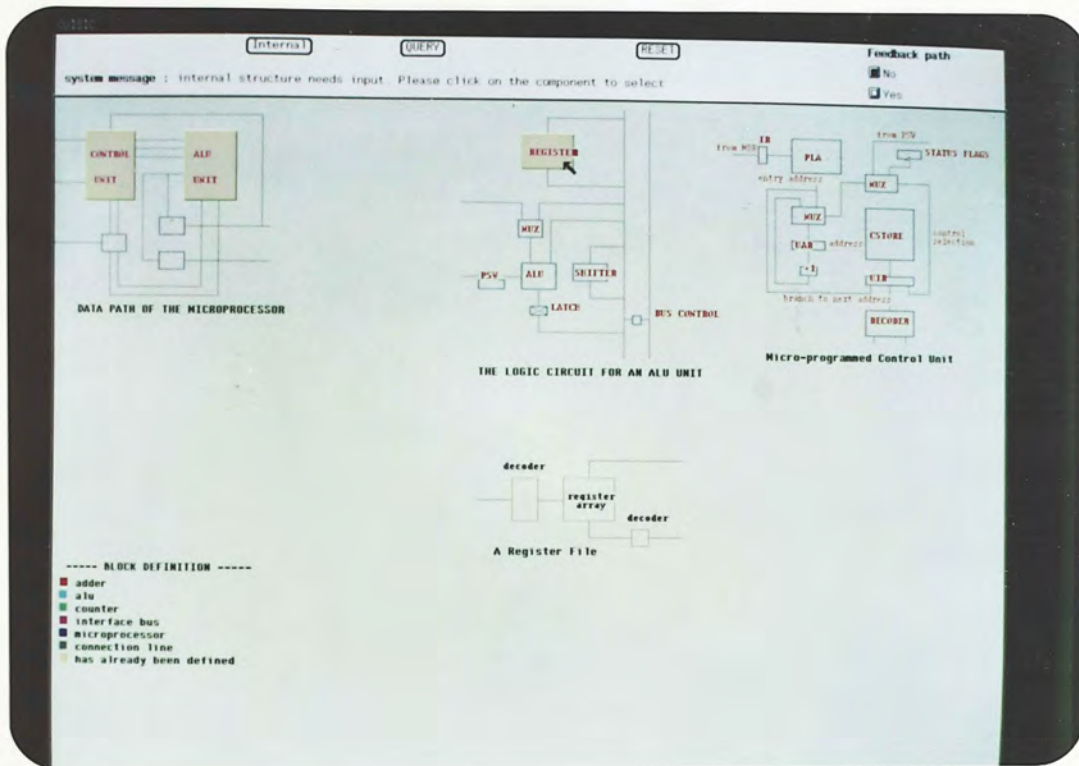 Internal
QUERY
RESET
system message : internal structure needs input. Please click on the component to select
Feedback path
No
Yes
CONTROL
UNIT
ALU
UNIT
DATA PATH OF THE MICROPROCESSOR
REGISTER
MUX
PSW
ALU
SHIFTER
LATCH
BUS CONTROL
THE LOGIC CIRCUIT FOR AN ALU UNIT
IR
from MDR
PLA
entry address
from PSW
STATUS FLAGS
MUX
MUX
CSTORE
UAR
address
control
selection
+1
UIR
branch to next address
DECODER
Micro-programmed Control Unit
decoder
register
array
decoder
A Register File
----- BLOCK DEFINITION -----
adder
alu
counter
interface bus
microprocessor
connection line
has already been defined